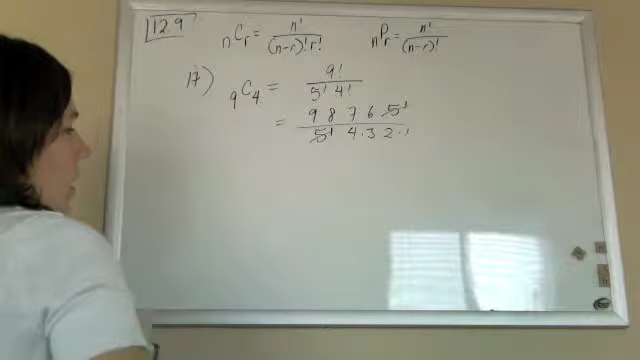 12.9
nCr = n! / (n-r)! r!    nPr = n! / (n-r)!
17) 9C4 = 9! / 5! 4!
= 9 8 7 6 5! / 5! 4·3 2·1